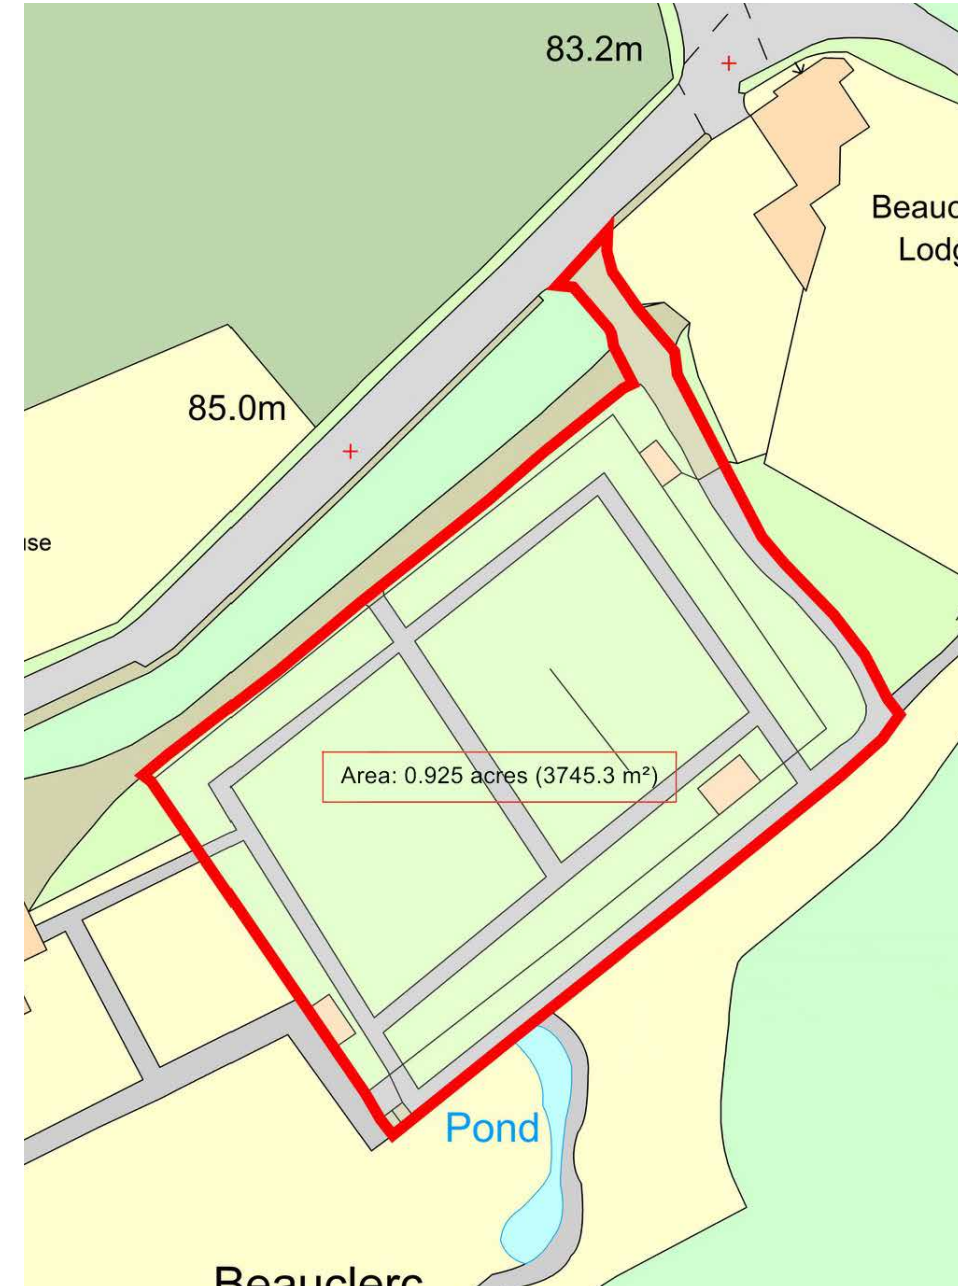 83.2m
Beauc
Lodg
85.0m
use
Area: 0.925 acres (3745.3 m²)
Pond
Beauclerc